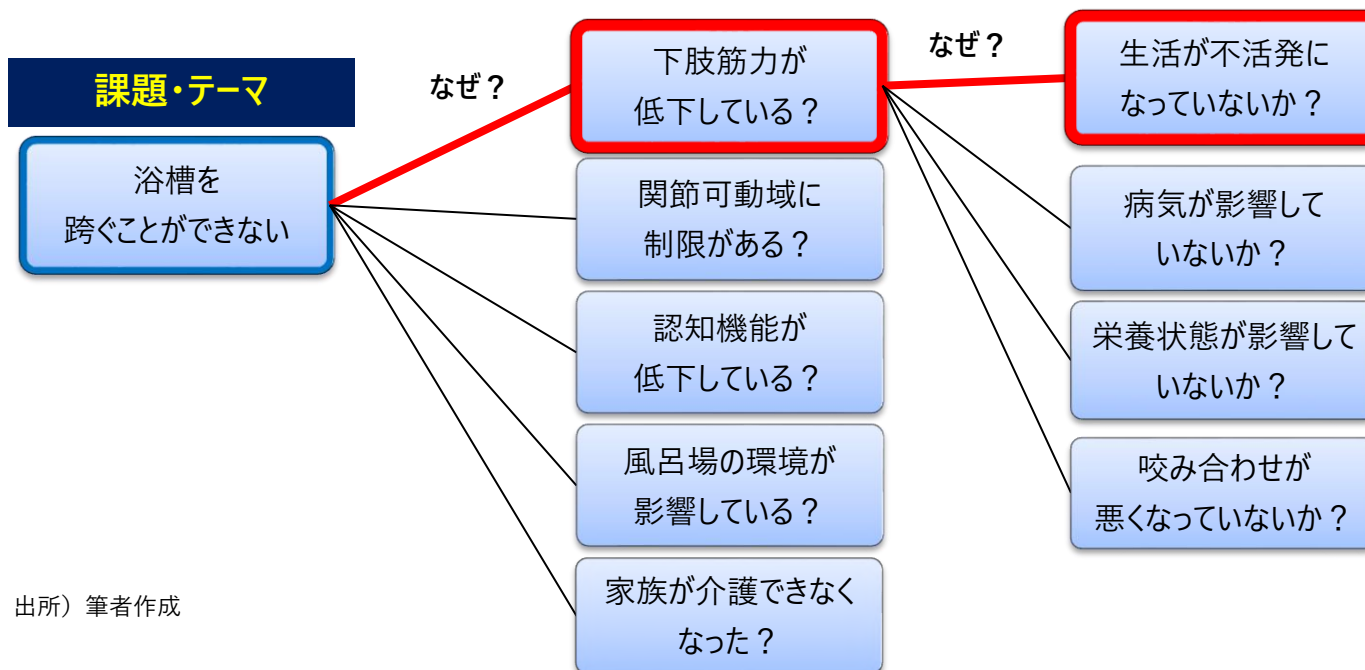 課題・テーマ
浴槽を
跨ぐことができない
なぜ？
下肢筋力が
低下している？
関節可動域に
制限がある？
認知機能が
低下している？
風呂場の環境が
影響している？
家族が介護できなく
なった？
なぜ？
生活が不活発に
なっていないか？
病気が影響して
いないか？
栄養状態が影響して
いないか？
咬み合わせが
悪くなっていないか？
出所）筆者作成